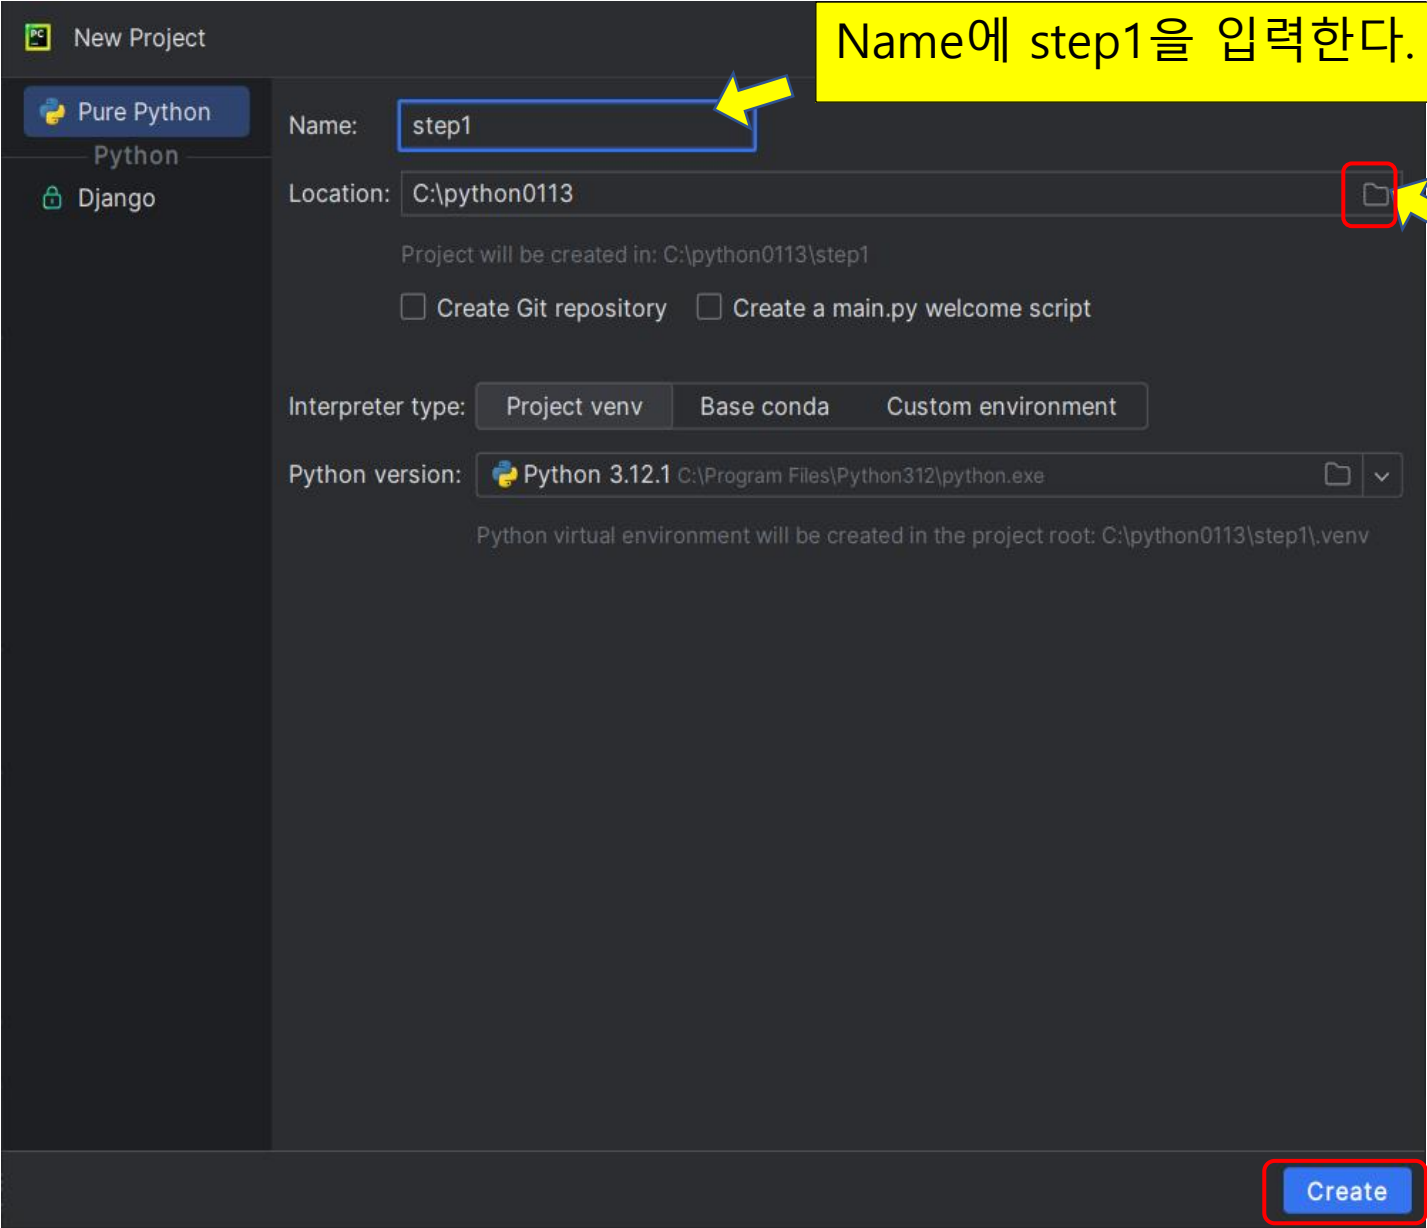 New Project
Name에 step1을 입력한다.
Pure Python
Python
Django
Name: step1
Location: C:\python0113
Project will be created in: C:\python0113\step1
Create Git repository Create a main.py welcome script
Interpreter type: Project venv Base conda Custom environment
Python version: Python 3.12.1 C:\Program Files\Python312\python.exe
Python virtual environment will be created in the project root: C:\python0113\step1\.venv
Create